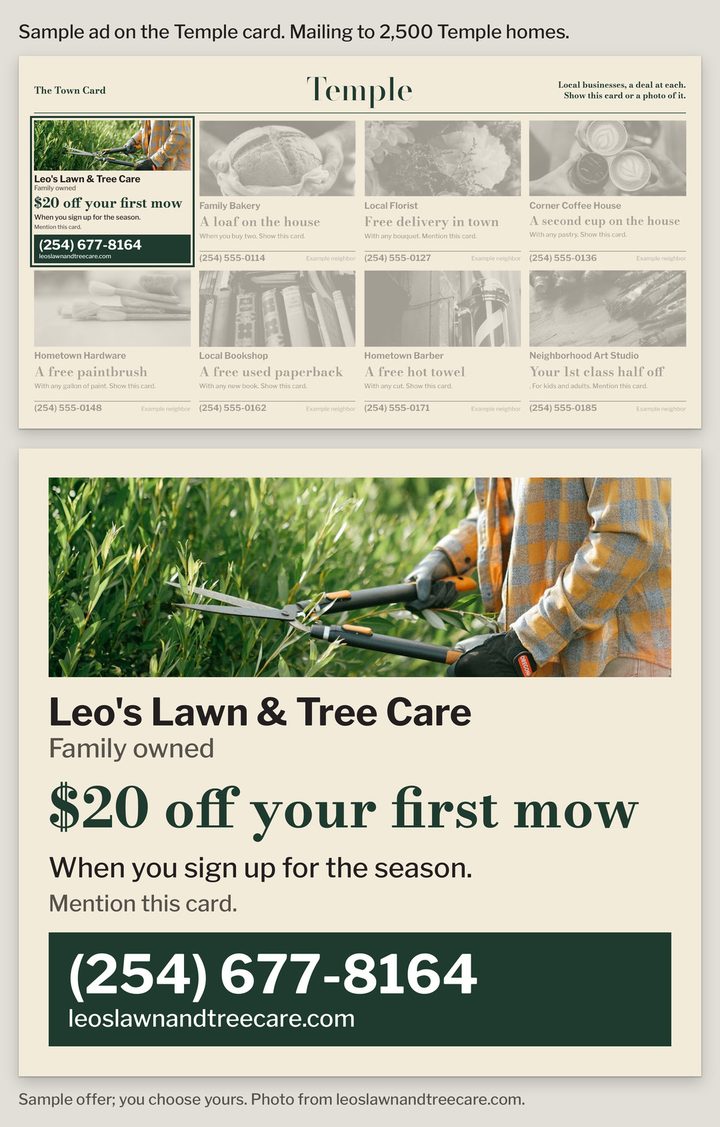 Sample ad on the Temple card. Mailing to 2,500 Temple homes.
The Town Card
Temple
Local businesses, a deal at each.
Show this card or a photo of it.
Leo's Lawn & Tree Care
Family owned
$20 off your first mow
When you sign up for the season.
Mention this card.
(254) 677-8164
leoslawnandtreecare.com
Family Bakery
A loaf on the house
When you buy two. Show this card.
(254) 555-0114
Example neighbor
Local Florist
Free delivery in town
With any bouquet. Mention this card.
(254) 555-0127
Example neighbor
Corner Coffee House
A second cup on the house
With any pastry. Show this card.
(254) 555-0136
Example neighbor
Hometown Hardware
A free paintbrush
With any gallon of paint. Show this card.
(254) 555-0148
Example neighbor
Local Bookshop
A free used paperback
With any new book. Show this card.
(254) 555-0162
Example neighbor
Hometown Barber
A free hot towel
With any cut. Show this card.
(254) 555-0171
Example neighbor
Neighborhood Art Studio
Your 1st class half off
For kids and adults. Mention this card.
(254) 555-0185
Example neighbor
Leo's Lawn & Tree Care
Family owned
$20 off your first mow
When you sign up for the season.
Mention this card.
(254) 677-8164
leoslawnandtreecare.com
Sample offer; you choose yours. Photo from leoslawnandtreecare.com.